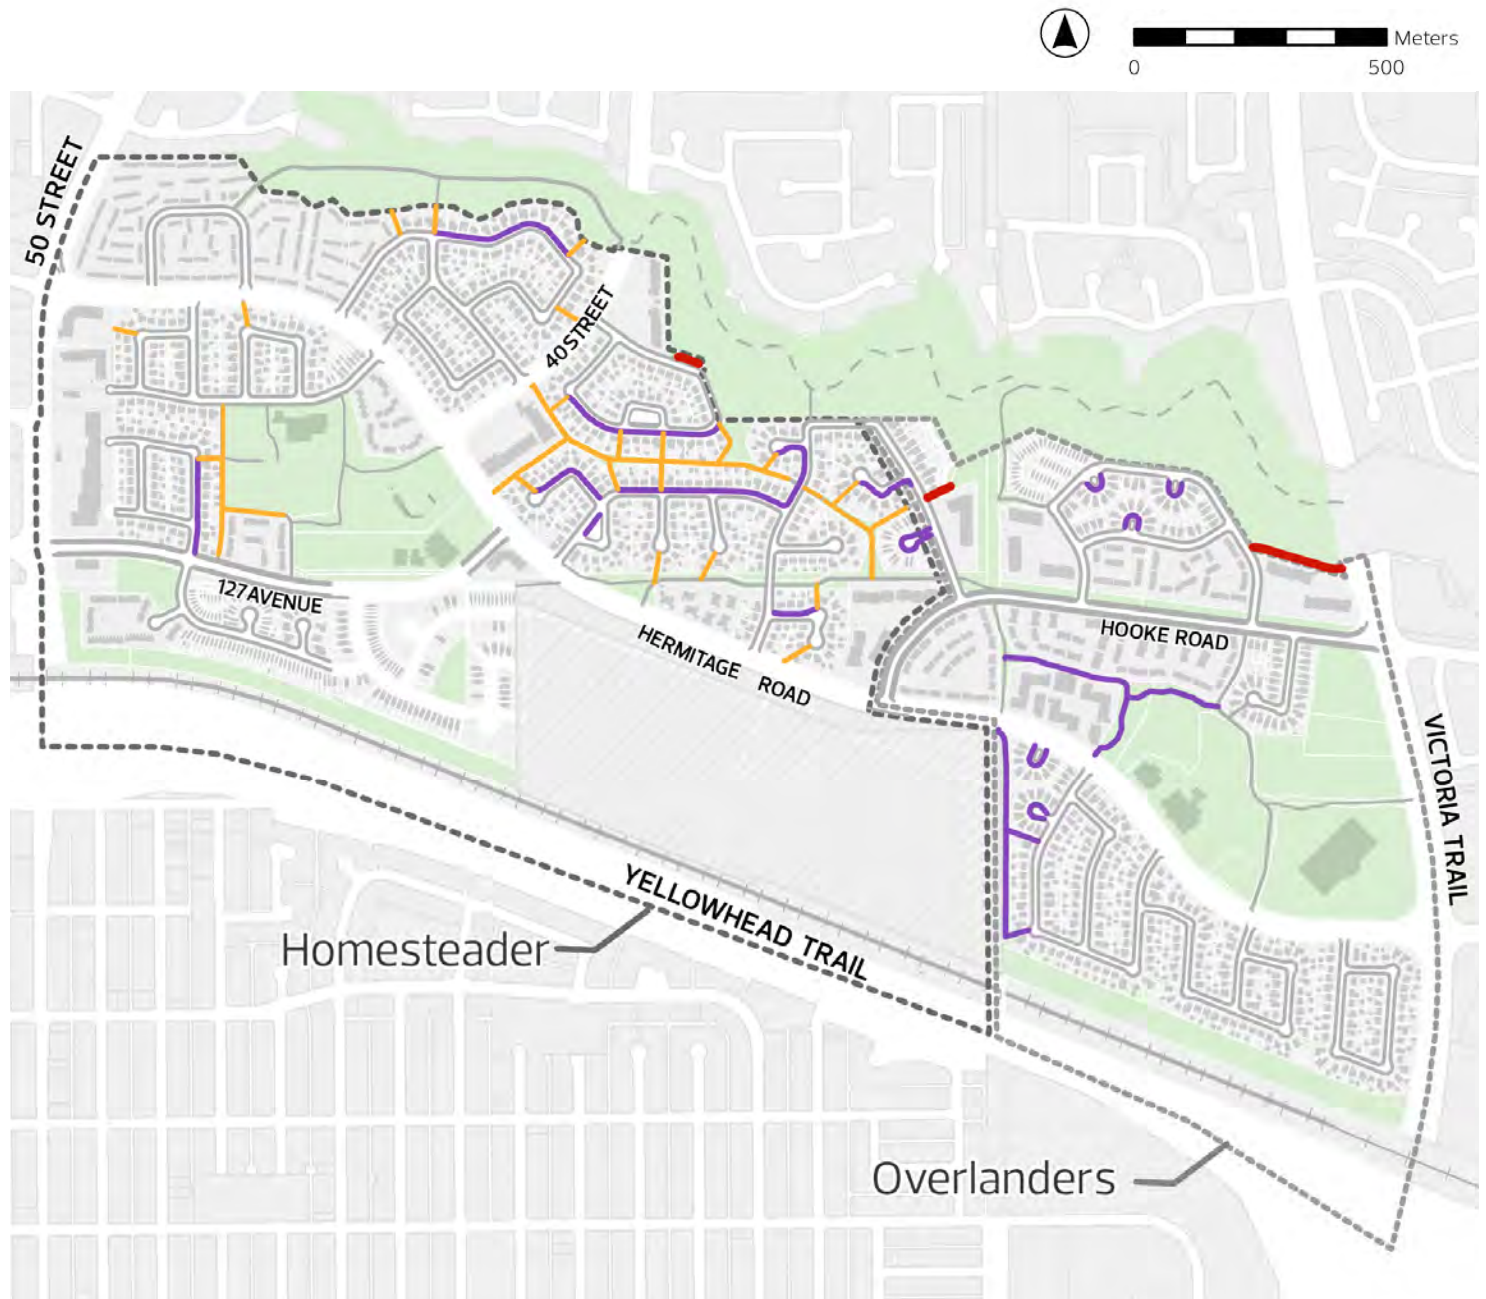 Meters
0 500
50 STREET
40 STREET
127 AVENUE
HERMITAGE ROAD
HOOKE ROAD
VICTORIA TRAIL
YELLOWHEAD TRAIL
Homesteader
Overlanders